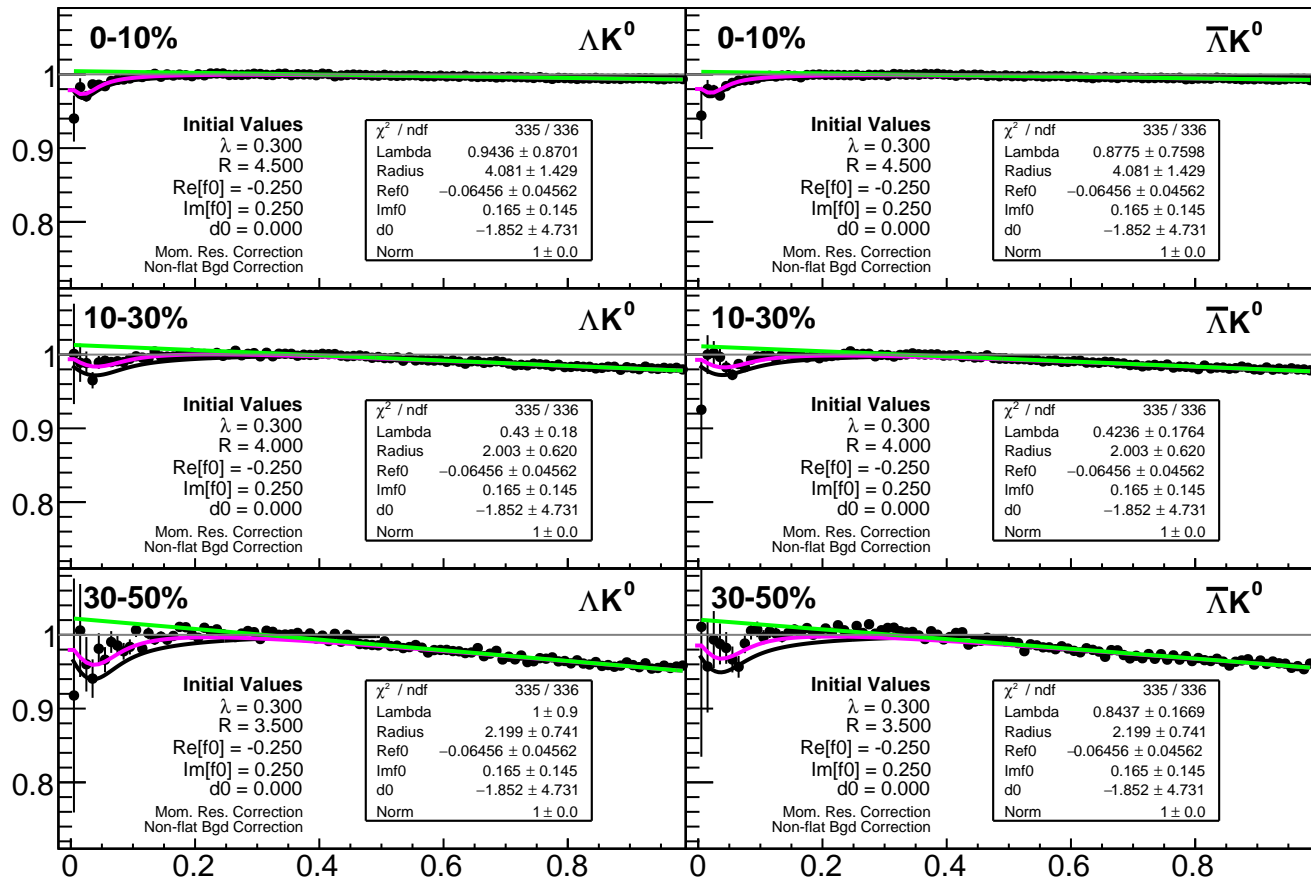 0-10% ΛK⁰
1
0.9
0.8
Initial Values
λ = 0.300
R = 4.500
Re[f0] = -0.250
Im[f0] = 0.250
d0 = 0.000
Mom. Res. Correction
Non-flat Bgd Correction
χ² / ndf 335 / 336
Lambda 0.9436 ± 0.8701
Radius 4.081 ± 1.429
Ref0 −0.06456 ± 0.04562
Imf0 0.165 ± 0.145
d0 −1.852 ± 4.731
Norm 1 ± 0.0
0-10% Λ̅K⁰
Initial Values
λ = 0.300
R = 4.500
Re[f0] = -0.250
Im[f0] = 0.250
d0 = 0.000
Mom. Res. Correction
Non-flat Bgd Correction
χ² / ndf 335 / 336
Lambda 0.8775 ± 0.7598
Radius 4.081 ± 1.429
Ref0 −0.06456 ± 0.04562
Imf0 0.165 ± 0.145
d0 −1.852 ± 4.731
Norm 1 ± 0.0
10-30% ΛK⁰
1
0.9
0.8
Initial Values
λ = 0.300
R = 4.000
Re[f0] = -0.250
Im[f0] = 0.250
d0 = 0.000
Mom. Res. Correction
Non-flat Bgd Correction
χ² / ndf 335 / 336
Lambda 0.43 ± 0.18
Radius 2.003 ± 0.620
Ref0 −0.06456 ± 0.04562
Imf0 0.165 ± 0.145
d0 −1.852 ± 4.731
Norm 1 ± 0.0
10-30% Λ̅K⁰
Initial Values
λ = 0.300
R = 4.000
Re[f0] = -0.250
Im[f0] = 0.250
d0 = 0.000
Mom. Res. Correction
Non-flat Bgd Correction
χ² / ndf 335 / 336
Lambda 0.4236 ± 0.1764
Radius 2.003 ± 0.620
Ref0 −0.06456 ± 0.04562
Imf0 0.165 ± 0.145
d0 −1.852 ± 4.731
Norm 1 ± 0.0
30-50% ΛK⁰
1
0.9
0.8
Initial Values
λ = 0.300
R = 3.500
Re[f0] = -0.250
Im[f0] = 0.250
d0 = 0.000
Mom. Res. Correction
Non-flat Bgd Correction
χ² / ndf 335 / 336
Lambda 1 ± 0.9
Radius 2.199 ± 0.741
Ref0 −0.06456 ± 0.04562
Imf0 0.165 ± 0.145
d0 −1.852 ± 4.731
Norm 1 ± 0.0
30-50% Λ̅K⁰
Initial Values
λ = 0.300
R = 3.500
Re[f0] = -0.250
Im[f0] = 0.250
d0 = 0.000
Mom. Res. Correction
Non-flat Bgd Correction
χ² / ndf 335 / 336
Lambda 0.8437 ± 0.1669
Radius 2.199 ± 0.741
Ref0 −0.06456 ± 0.04562
Imf0 0.165 ± 0.145
d0 −1.852 ± 4.731
Norm 1 ± 0.0
0 0.2 0.4 0.6 0.8 0 0.2 0.4 0.6 0.8